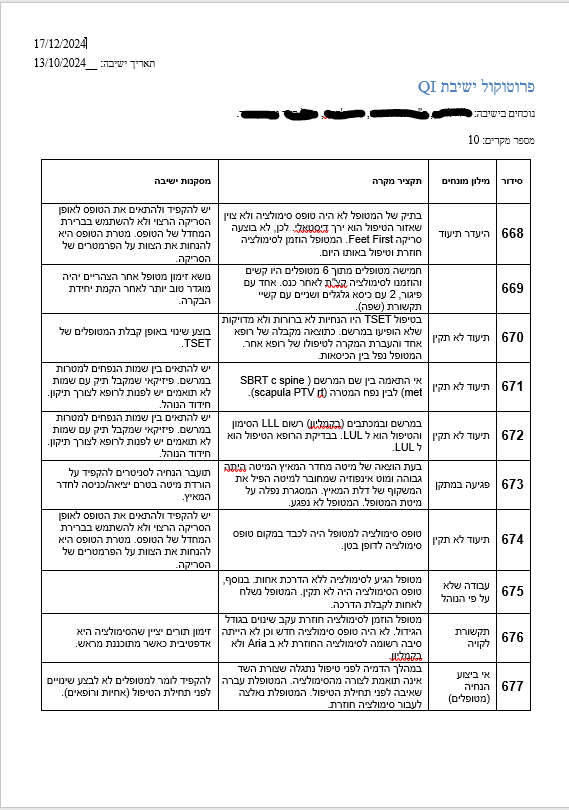 17/12/2024
תאריך ישיבה: __13/10/2024
פרוטוקול ישיבת QI
נוכחים בישיבה:
מספר מקרים: 10
סידור מילון מונחים תקציר מקרה מסקנות ישיבה
668 היעדר תיעוד
בתיק של המטופל לא היה טופס סימולציה ולא צוין
שאזור הטיפול הוא ירך דיסטאלי. לכן, לא בוצעה
סריקה Feet First. המטופל הוזמן לסימולציה
חוזרת וטיפול באותו היום.
יש להקפיד ולהתאים את הטופס לאופן
הסריקה הרצוי ולא להשתמש בברירת
המחדל של הטופס. מטרת הטופס היא
להנחות את הצוות על הפרמטרים של
הסריקה.
669
חמישה מטופלים מתוך 6 מטופלים היו קשים
והוזמנו לסימולציה קצ"ת לאחר כנס. אחד עם
פיגור, 2 עם כיסא גלגלים ושניים עם קשיי
תקשורת (שפה).
נושא זימון מטופל אחר הצהריים יהיה
מוגדר טוב יותר לאחר הקמת יחידת
הבקרה.
670 תיעוד לא תקין
בטיפול TSET היו הנחיות לא ברורות ולא מדויקות
שלא הופיעו במרשם. כתוצאה מקבלה של רופא
אחד והעברת המקרה לטיפולו של רופא אחר.
המטופל נפל בין הכיסאות.
בוצע שינוי באופן קבלת המטופלים של
TSET.
671 תיעוד לא תקין
אי התאמה בין שם המרשם ( SBRT c spine
met) לבין נפח המטרה (scapula PTV rt).
יש להתאים בין שמות הנפחים למטרות
במרשם. פיזיקאי שמקבל תיק עם שמות
לא תואמים יש לפנות לרופא לצורך תיקון.
חידוד הנוהל.
672 תיעוד לא תקין
במרשם ובמכתבים (בקמליון) רשום LLL הסימון
והטיפול הוא ל LUL. בבדיקת הרופא הטיפול הוא
ל LUL.
יש להתאים בין שמות הנפחים למטרות
במרשם. פיזיקאי שמקבל תיק עם שמות
לא תואמים יש לפנות לרופא לצורך תיקון.
חידוד הנוהל.
673 פגיעה במתקן
בעת הוצאה של מיטה מחדר המאיץ המיטה היתה
גבוהה ומוט אינפוזיה שמחובר למיטה הפיל את
המשקוף של דלת המאיץ. המסגרת נפלה על
מיטת המטופל. המטופל לא נפגע.
תועבר הנחיה לסניטרים להקפיד על
הורדת מיטה בטרם יציאה/כניסה לחדר
המאיץ.
674 תיעוד לא תקין
טופס סימולציה למטופל היה לכבד במקום טופס
סימולציה לדופן בטן.
יש להקפיד ולהתאים את הטופס לאופן
הסריקה הרצוי ולא להשתמש בברירת
המחדל של הטופס. מטרת הטופס היא
להנחות את הצוות על הפרמטרים של
הסריקה.
675 עבודה שלא
על פי הנוהל
מטופל הגיע לסימולציה ללא הדרכת אחות. בנוסף,
טופס הסימולציה היה לא תקין. המטופל נשלח
לאחות לקבלת הדרכה.
676 תקשורת
לקויה
מטופל הוזמן לסימולציה חוזרת עקב שינוים בגודל
הגידול. לא היה טופס סימולציה חדש וכן לא הייתה
סיבה רשומה לסימולציה החוזרת לא ב Aria ולא
בקמליון.
זימון תורים יציין שהסימולציה היא
אדפטיבית כאשר מתוכננת מראש.
677 אי ביצוע
הנחיה
(מטופלים)
במהלך הדמיה לפני טיפול נתגלה שצורת השד
אינה תואמת לצורה מהסימולציה. המטופלת עברה
שאיבה לפני תחילת הטיפול. המטופלת נאלצה
לעבור סימולציה חוזרת.
להקפיד לומר למטופלים לא לבצע שינויים
לפני תחילת הטיפול (אחיות ורופאים).